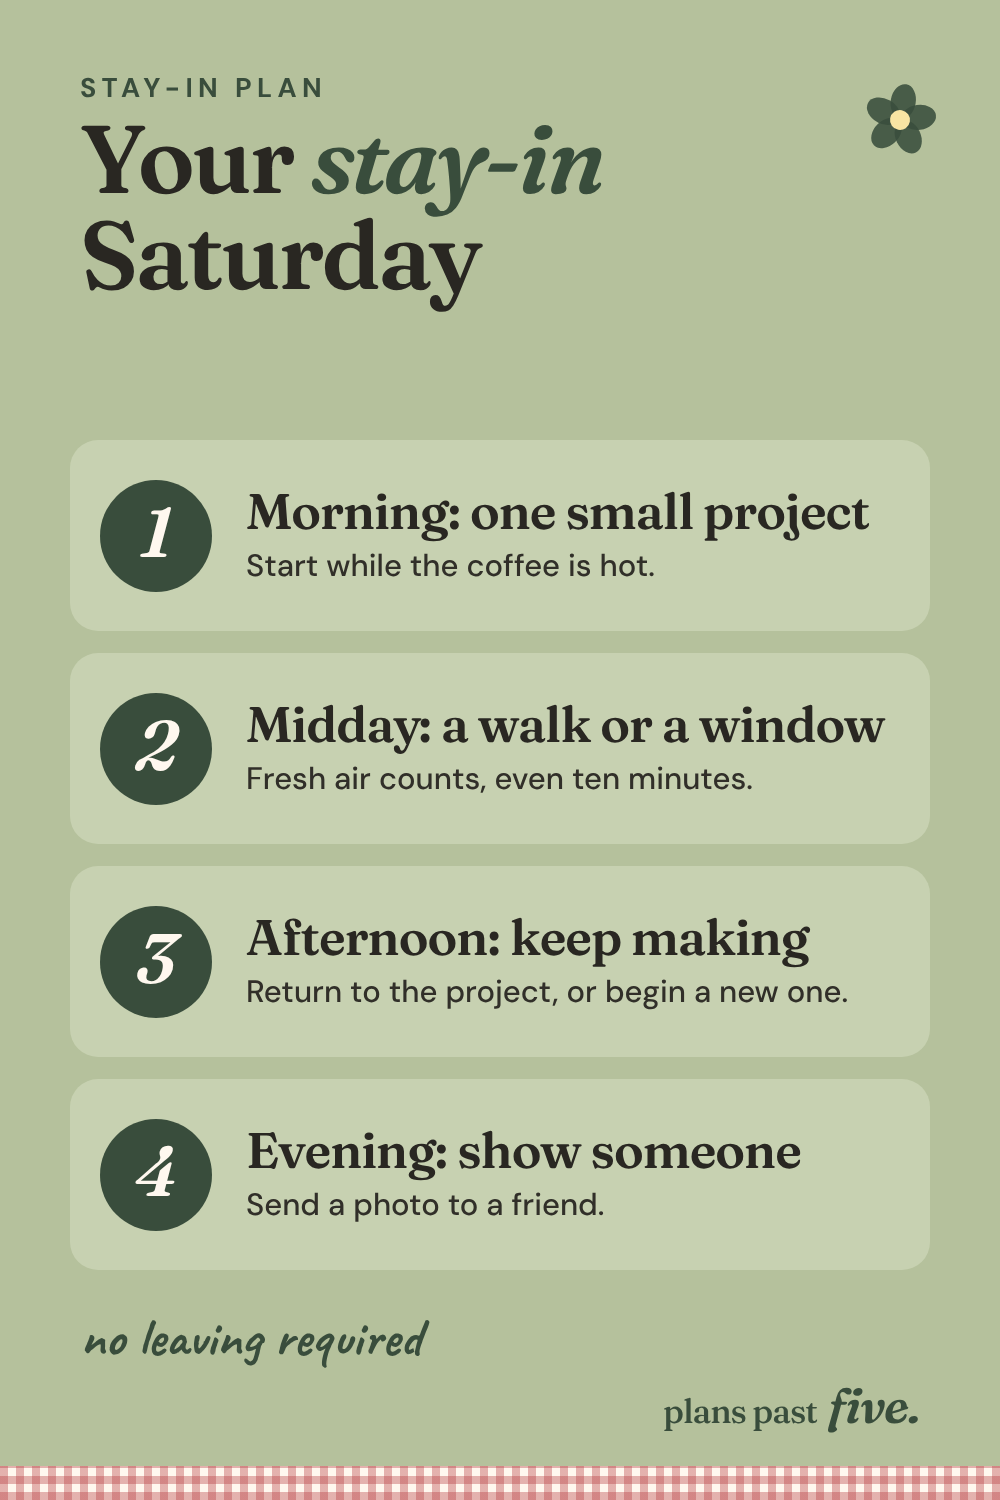 STAY-IN PLAN
Your stay-in
Saturday
1
Morning: one small project
Start while the coffee is hot.
2
Midday: a walk or a window
Fresh air counts, even ten minutes.
3
Afternoon: keep making
Return to the project, or begin a new one.
4
Evening: show someone
Send a photo to a friend.
no leaving required
plans past five.